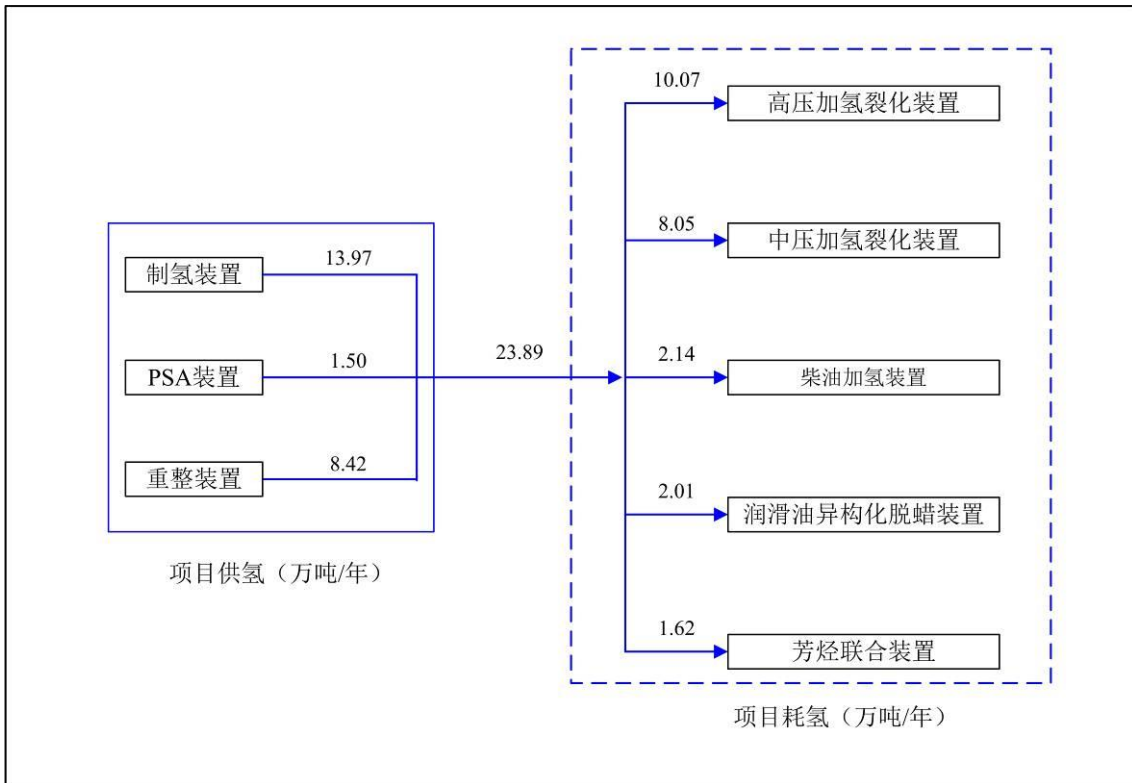 10.07
高压加氢裂化装置
8.05
中压加氢裂化装置
制氢装置
13.97
PSA装置
1.50
23.89
2.14
柴油加氢装置
重整装置
8.42
2.01
润滑油异构化脱蜡装置
项目供氢（万吨/年）
1.62
芳烃联合装置
项目耗氢（万吨/年）